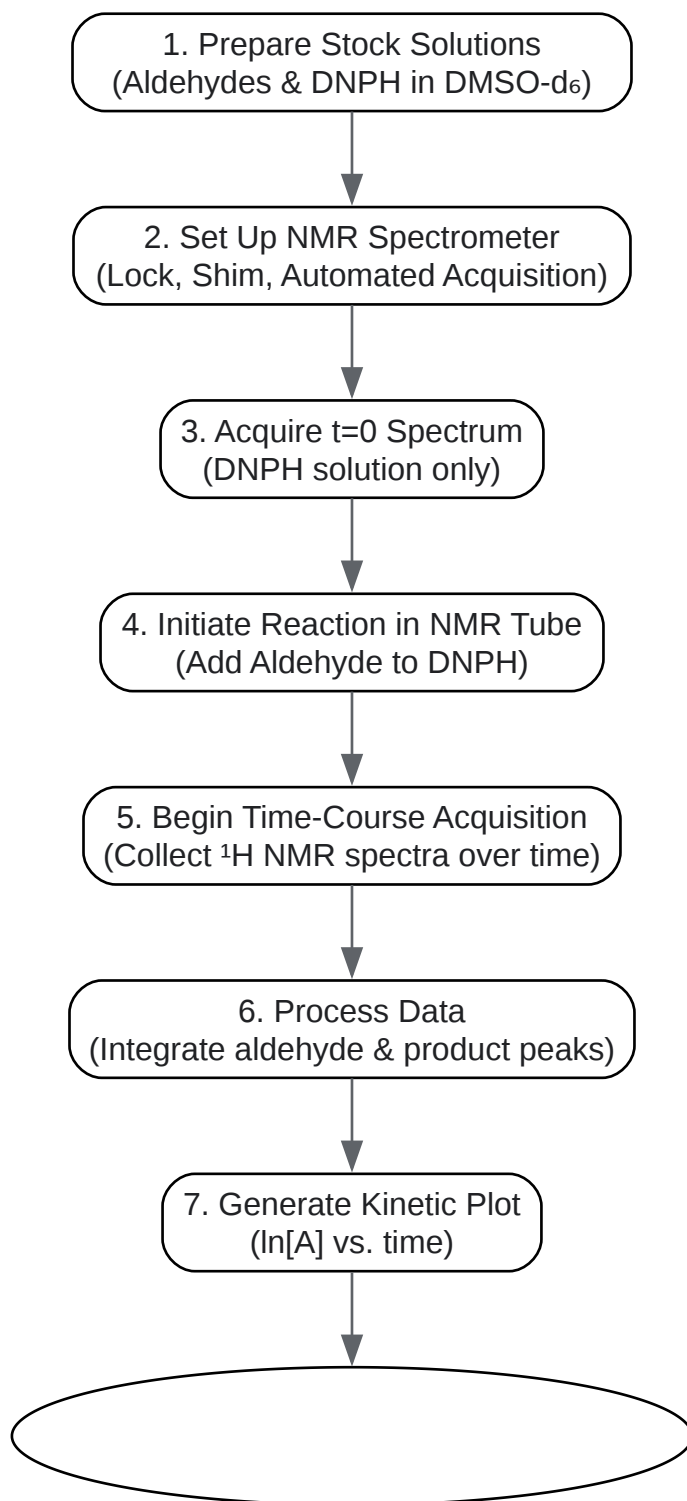 1. Prepare Stock Solutions
(Aldehydes & DNPH in DMSO-d₆)
2. Set Up NMR Spectrometer
(Lock, Shim, Automated Acquisition)
3. Acquire t=0 Spectrum
(DNPH solution only)
4. Initiate Reaction in NMR Tube
(Add Aldehyde to DNPH)
5. Begin Time-Course Acquisition
(Collect ¹H NMR spectra over time)
6. Process Data
(Integrate aldehyde & product peaks)
7. Generate Kinetic Plot
(ln[A] vs. time)